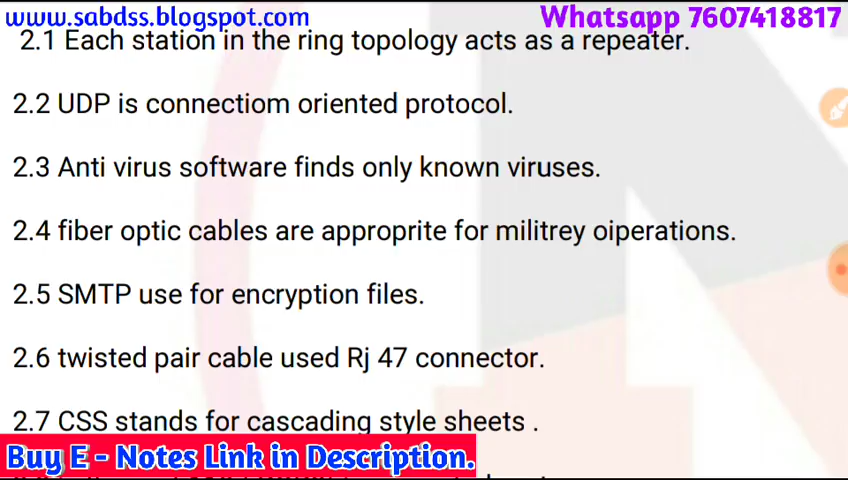 www.sabdss.blogspot.com
Whatsapp 7607418817
2.1 Each station in the ring topology acts as a repeater.
2.2 UDP is connectiom oriented protocol.
2.3 Anti virus software finds only known viruses.
2.4 fiber optic cables are approprite for militrey oiperations.
2.5 SMTP use for encryption files.
2.6 twisted pair cable used Rj 47 connector.
2.7 CSS stands for cascading style sheets .
Buy E - Notes Link in Description.